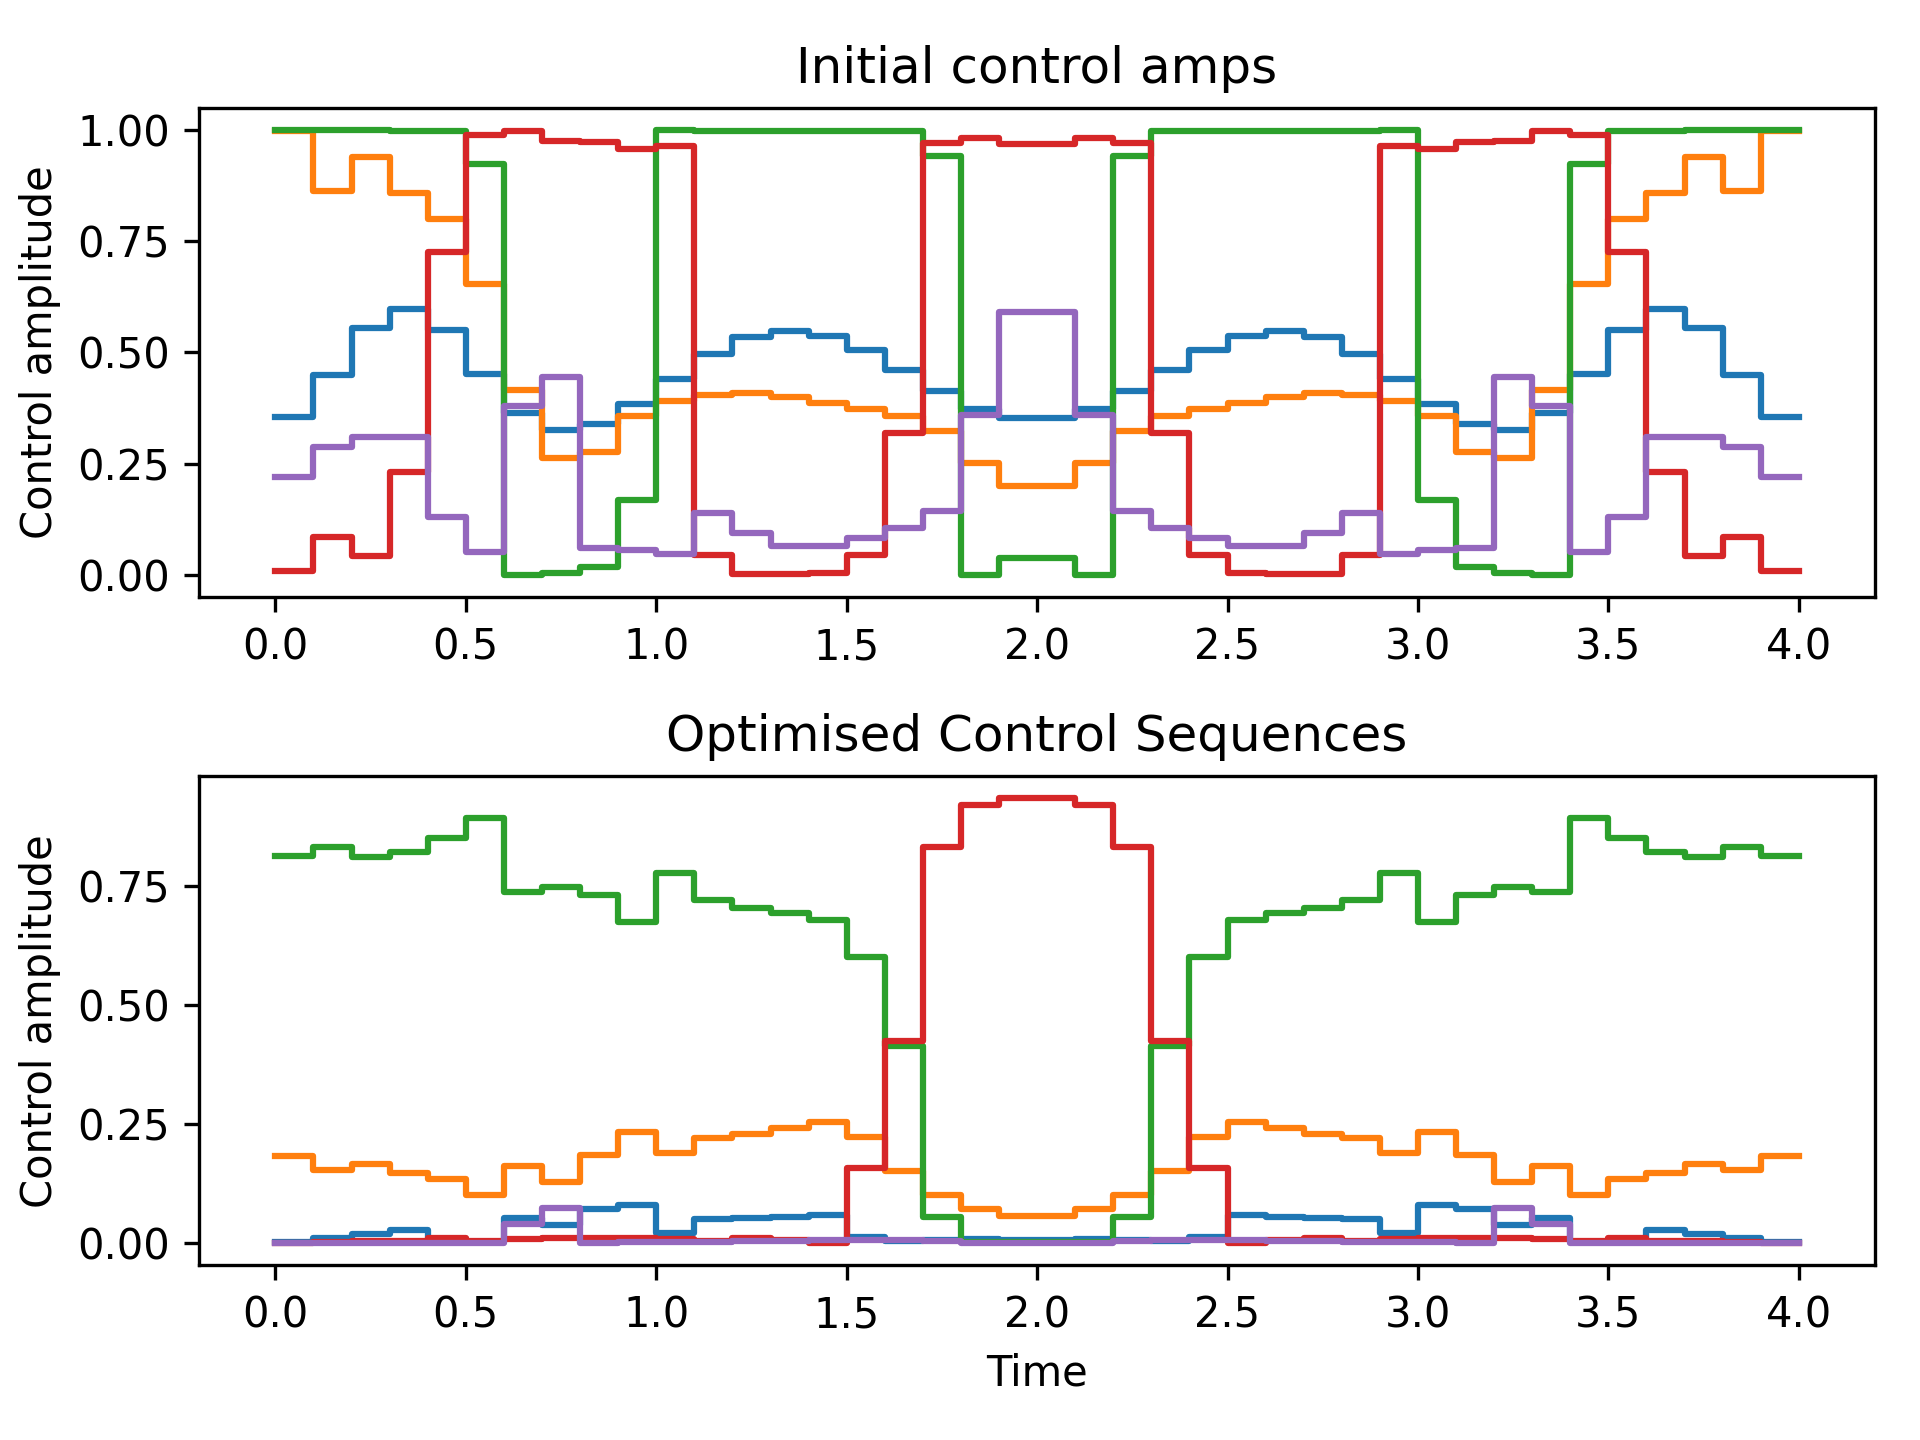 Initial control amps
Control amplitude
1.00
0.75
0.50
0.25
0.00
0.0 0.5 1.0 1.5 2.0 2.5 3.0 3.5 4.0
Optimised Control Sequences
Control amplitude
0.75
0.50
0.25
0.00
0.0 0.5 1.0 1.5 2.0 2.5 3.0 3.5 4.0
Time